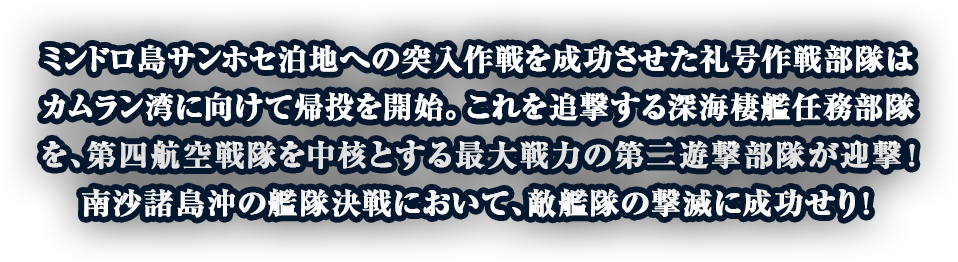 ミンドロ島サンホセ泊地への突入作戦を成功させた礼号作戦部隊は
カムラン湾に向けて帰投を開始。これを追撃する深海棲艦任務部隊
を、第四航空戦隊を中核とする最大戦力の第三遊撃部隊が迎撃！
南沙諸島沖の艦隊決戦において、敵艦隊の撃滅に成功せり！